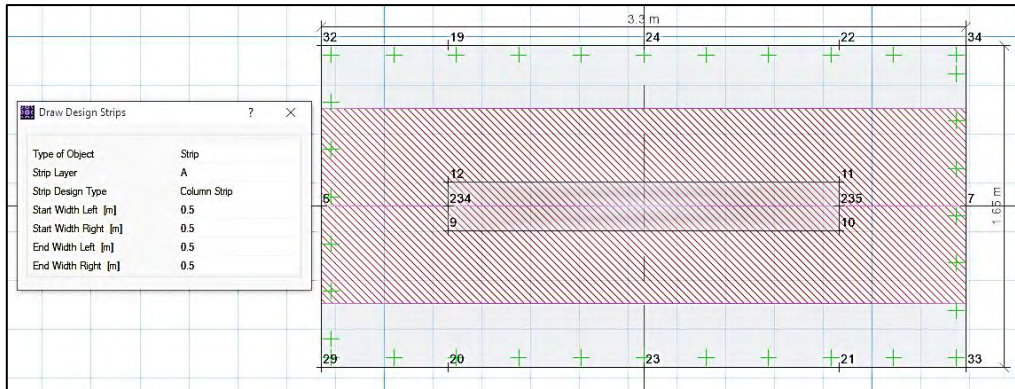 3.3 m
32 19 24 22 34
Draw Design Strips ? ×
Type of Object Strip
Strip Layer A
Strip Design Type Column Strip
Start Width Left [m] 0.5
Start Width Right [m] 0.5
End Width Left [m] 0.5
End Width Right [m] 0.5
12 11
6 234 235 7
9 10
1.65 m
29 20 23 21 33